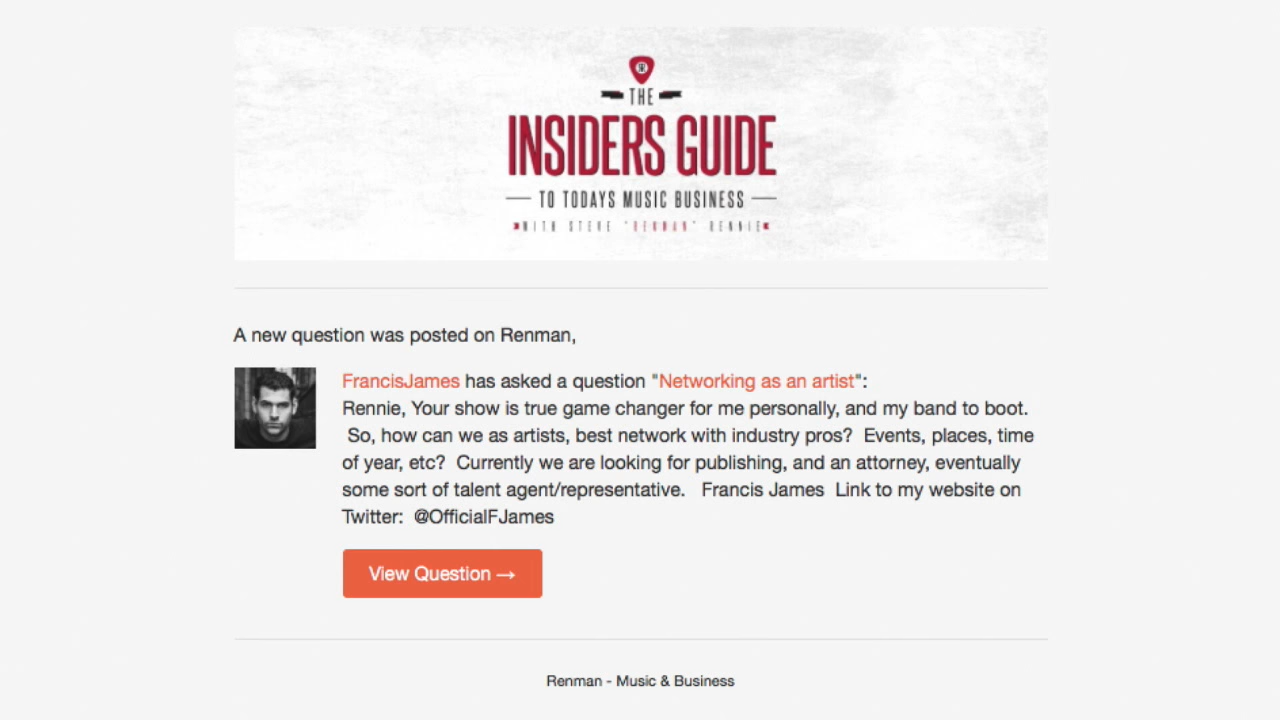 THE
INSIDERS GUIDE
TO TODAYS MUSIC BUSINESS
WITH STEVE "RENMAN" RENNIE
A new question was posted on Renman,
FrancisJames has asked a question "Networking as an artist":
Rennie, Your show is true game changer for me personally, and my band to boot.
So, how can we as artists, best network with industry pros?  Events, places, time
of year, etc?  Currently we are looking for publishing, and an attorney, eventually
some sort of talent agent/representative.   Francis James  Link to my website on
Twitter:  @OfficialFJames
View Question →
Renman - Music & Business